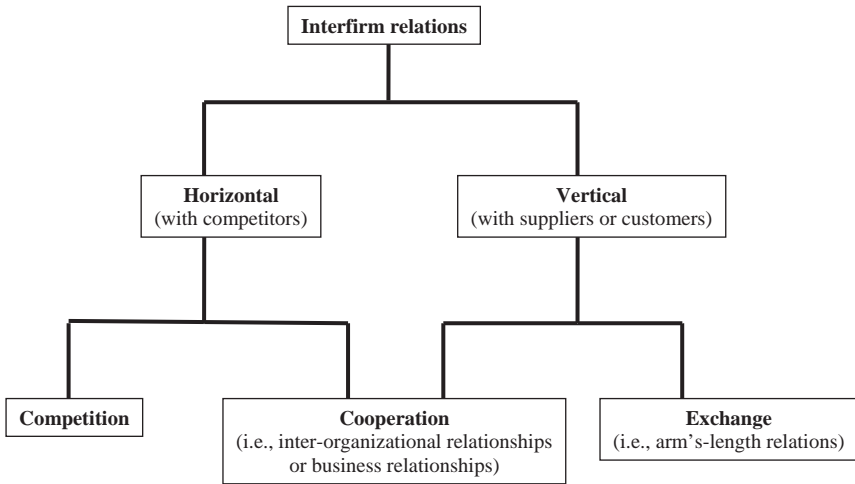 Interfirm relations
Horizontal
(with competitors)
Vertical
(with suppliers or customers)
Competition
Cooperation
(i.e., inter-organizational relationships
or business relationships)
Exchange
(i.e., arm’s-length relations)